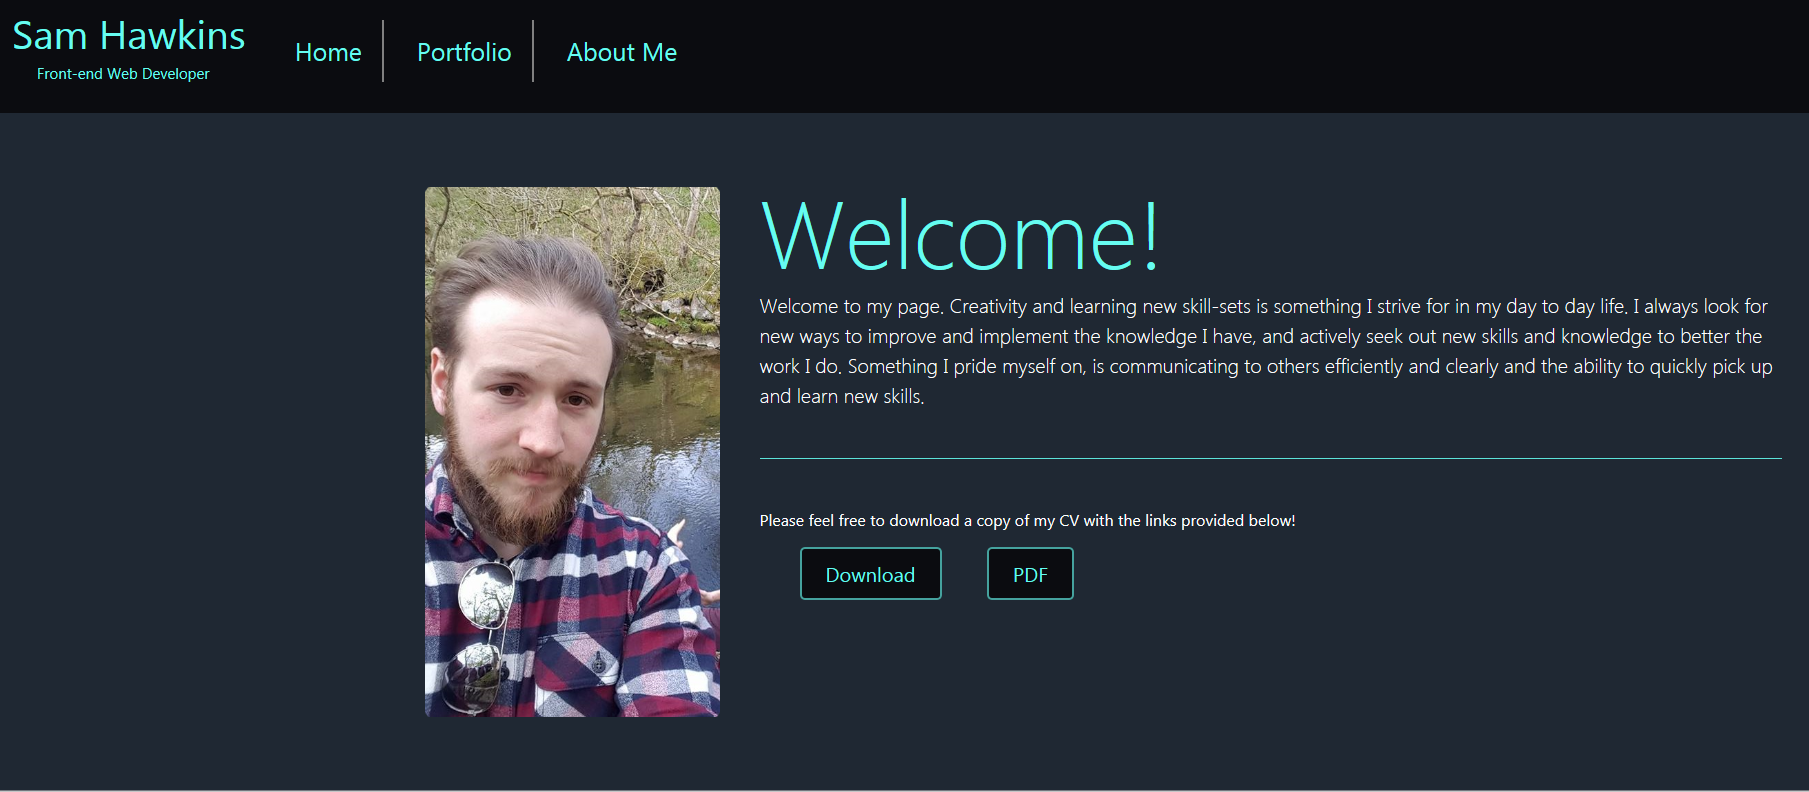 Sam Hawkins
Front-end Web Developer
Home
Portfolio
About Me
Welcome!
Welcome to my page. Creativity and learning new skill-sets is something I strive for in my day to day life. I always look for
new ways to improve and implement the knowledge I have, and actively seek out new skills and knowledge to better the
work I do. Something I pride myself on, is communicating to others efficiently and clearly and the ability to quickly pick up
and learn new skills.
Please feel free to download a copy of my CV with the links provided below!
Download
PDF